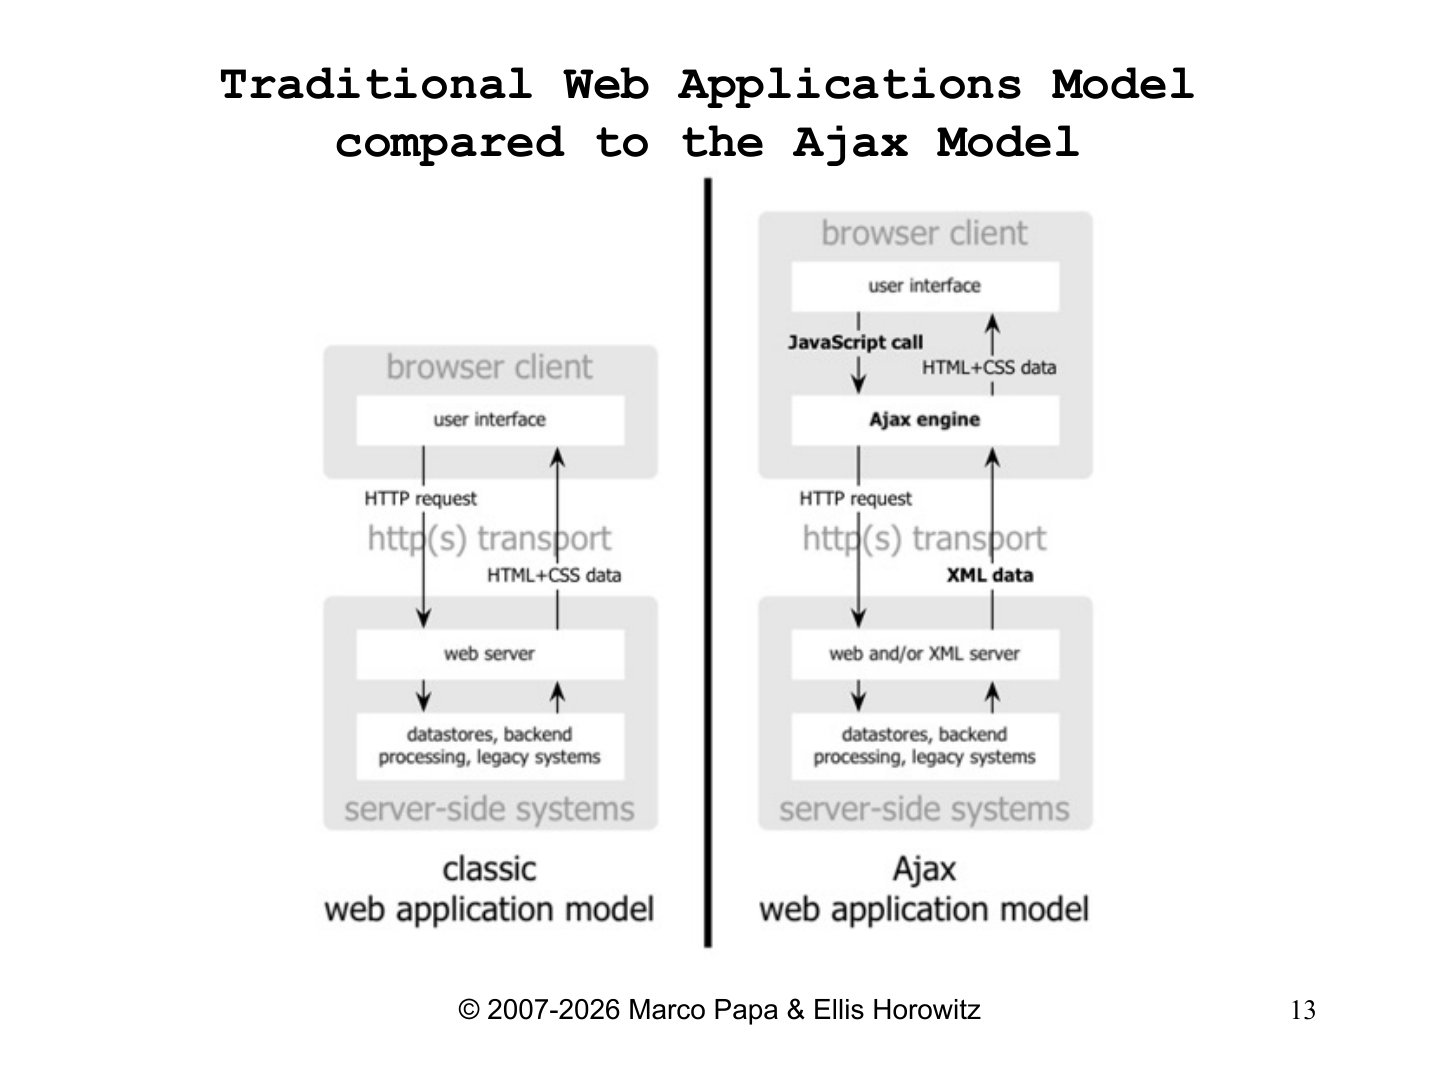 Traditional Web Applications Model
compared to the Ajax Model
browser client
user interface
HTTP request
http(s) transport
HTML+CSS data
web server
datastores, backend
processing, legacy systems
server-side systems
classic
web application model
browser client
user interface
JavaScript call
HTML+CSS data
Ajax engine
HTTP request
http(s) transport
XML data
web and/or XML server
datastores, backend
processing, legacy systems
server-side systems
Ajax
web application model
© 2007-2026 Marco Papa & Ellis Horowitz
13